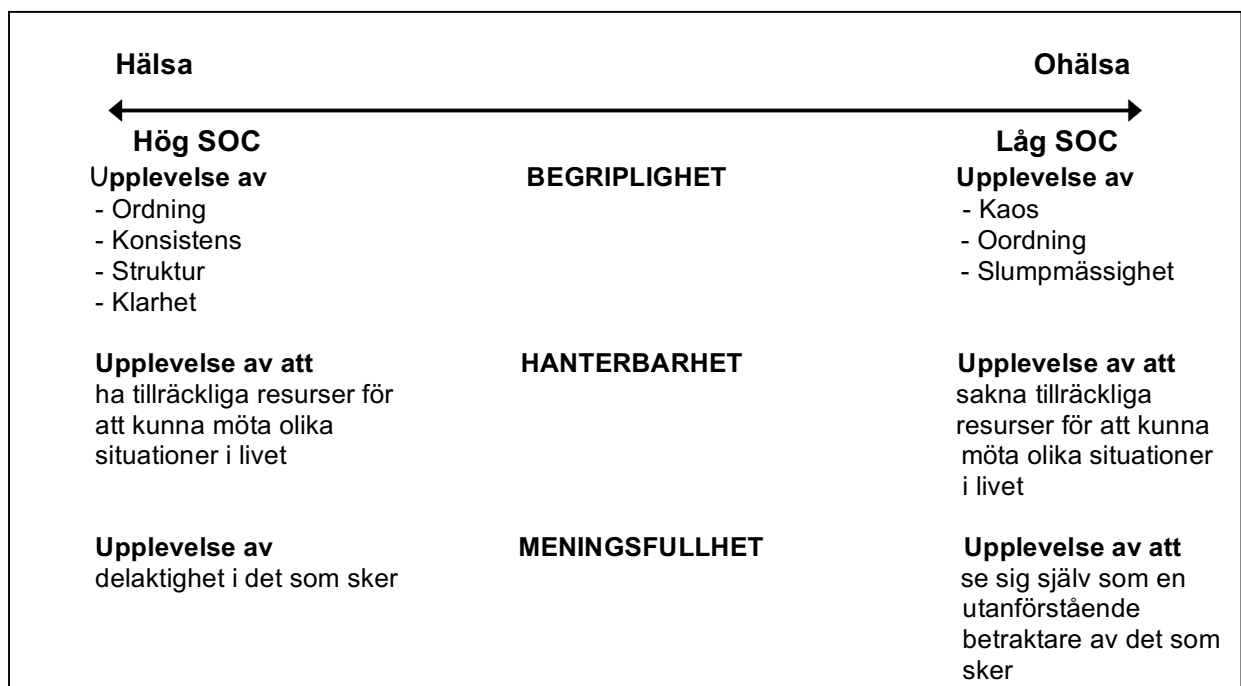 Hälsa Ohälsa
Hög SOC Låg SOC
Upplevelse av BEGRIPLIGHET Upplevelse av
- Ordning - Kaos
- Konsistens - Oordning
- Struktur - Slumpmässighet
- Klarhet
Upplevelse av att HANTERBARHET Upplevelse av att
ha tillräckliga resurser för sakna tillräckliga
att kunna möta olika resurser för att kunna
situationer i livet möta olika situationer
i livet
Upplevelse av MENINGSFULLHET Upplevelse av att
delaktighet i det som sker se sig själv som en
utanförstående
betraktare av det som
sker